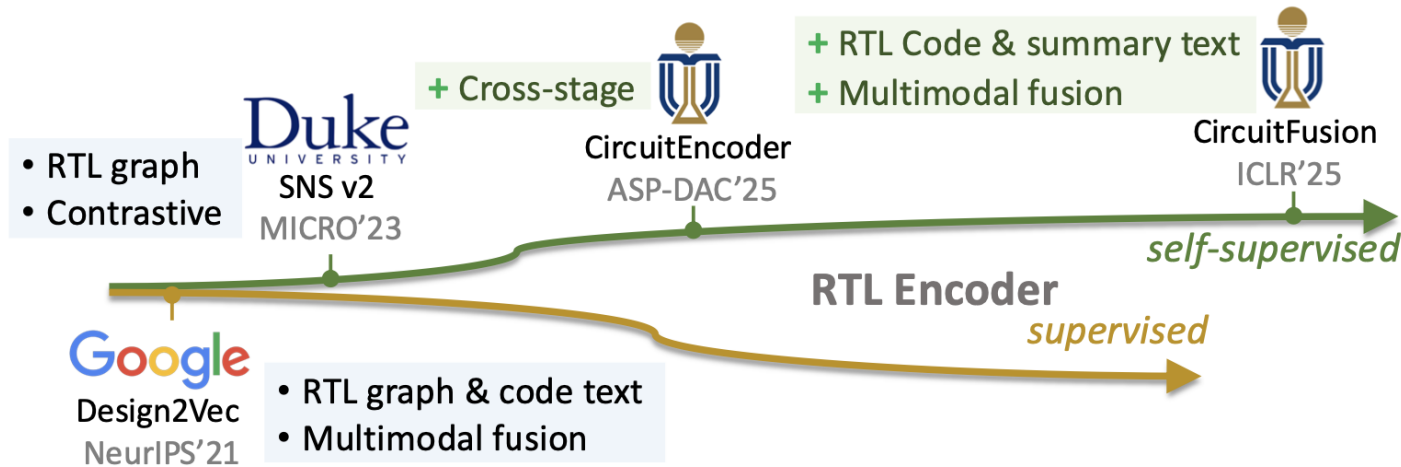 + RTL Code & summary text
+ Multimodal fusion
+ Cross-stage
Duke
UNIVERSITY
SNS v2
MICRO'23
• RTL graph
• Contrastive
CircuitEncoder
ASP-DAC'25
CircuitFusion
ICLR'25
self-supervised
RTL Encoder
supervised
Google
Design2Vec
NeurIPS'21
• RTL graph & code text
• Multimodal fusion